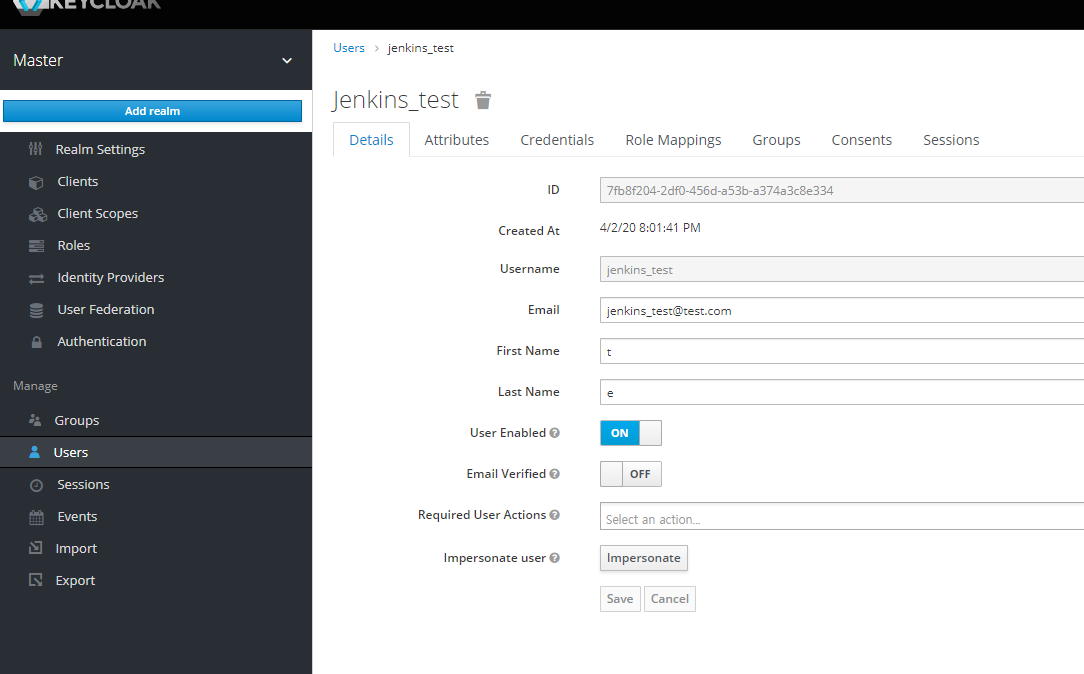 KEYCLOAK
Master
Add realm
Realm Settings
Clients
Client Scopes
Roles
Identity Providers
User Federation
Authentication
Manage
Groups
Users
Sessions
Events
Import
Export
Users > jenkins_test
Jenkins_test
Details Attributes Credentials Role Mappings Groups Consents Sessions
ID 7fb8f204-2df0-456d-a53b-a374a3c8e334
Created At 4/2/20 8:01:41 PM
Username jenkins_test
Email jenkins_test@test.com
First Name t
Last Name e
User Enabled ON
Email Verified OFF
Required User Actions Select an action...
Impersonate user Impersonate
Save Cancel